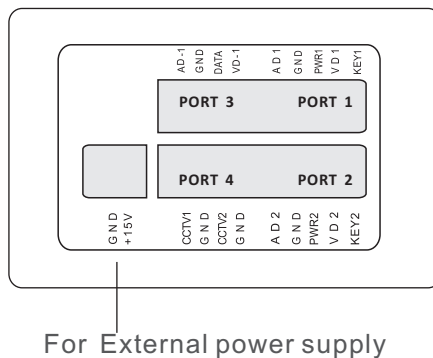 AD-1 GND DATA VD-1 AD1 GND PWR1 VD1 KEY1
PORT 3 PORT 1
PORT 4 PORT 2
GND +15V CCTV1 GND CCTV2 GND AD2 GND PWR2 VD2 KEY2
For External power supply